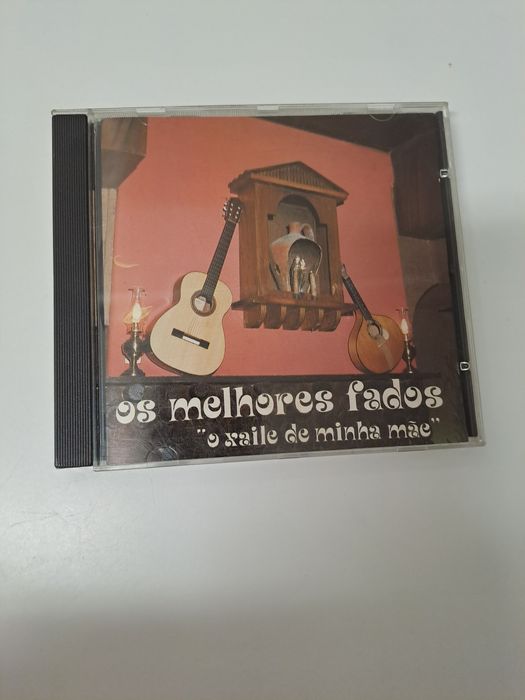 os melhores fados
"o xaile de minha mãe"